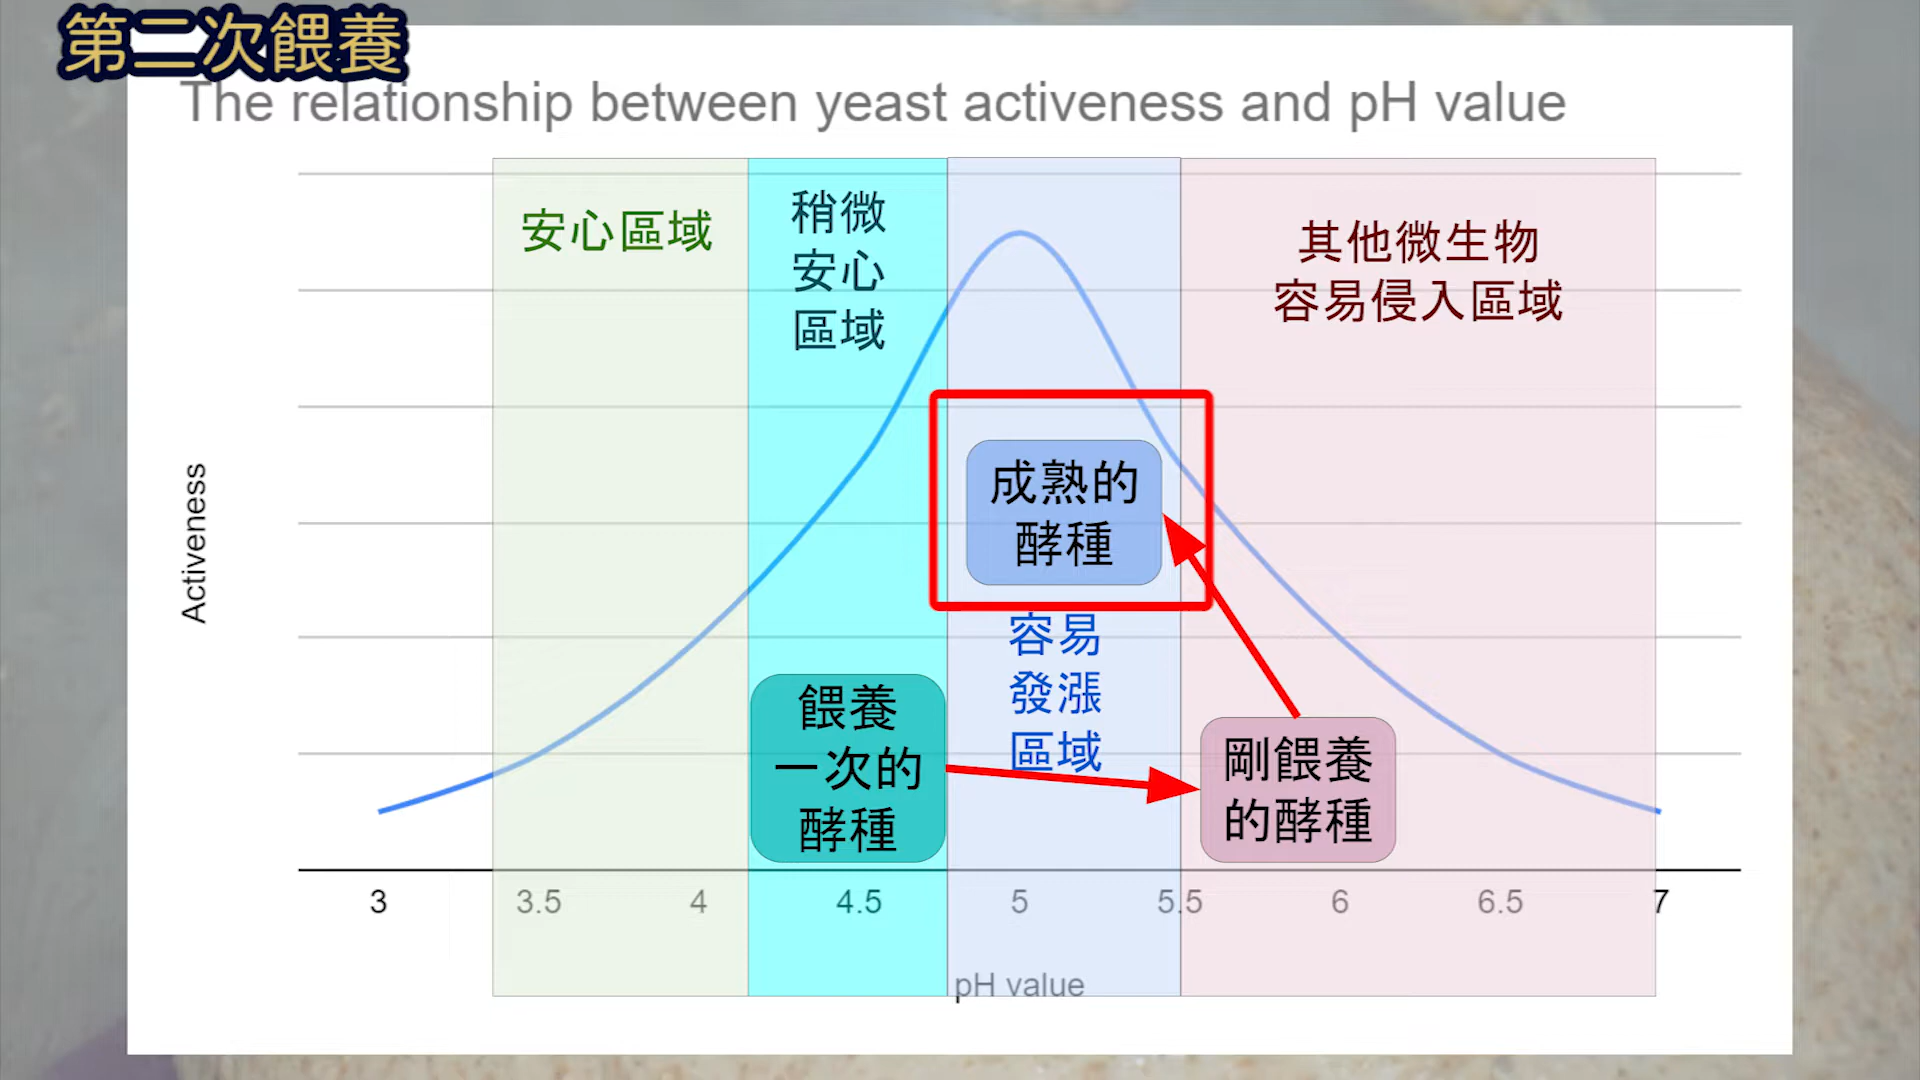 第二次餵養
The relationship between yeast activeness and pH value
安心區域
稍微
安心
區域
其他微生物
容易侵入區域
成熟的
酵種
容易
發漲
區域
餵養
一次的
酵種
剛餵養
的酵種
Activeness
3 3.5 4 4.5 5 5.5 6 6.5 7
pH value